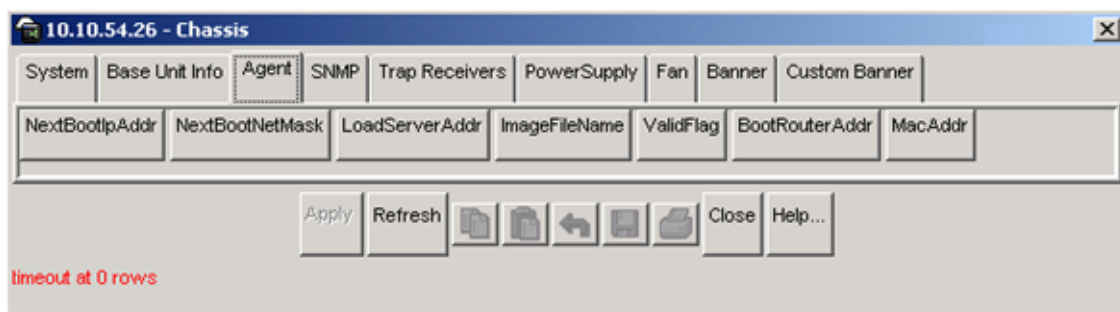 10.10.54.26 - Chassis
System Base Unit Info Agent SNMP Trap Receivers PowerSupply Fan Banner Custom Banner
NextBootIpAddr NextBootNetMask LoadServerAddr ImageFileName ValidFlag BootRouterAddr MacAddr
Apply Refresh Close Help...
timeout at 0 rows